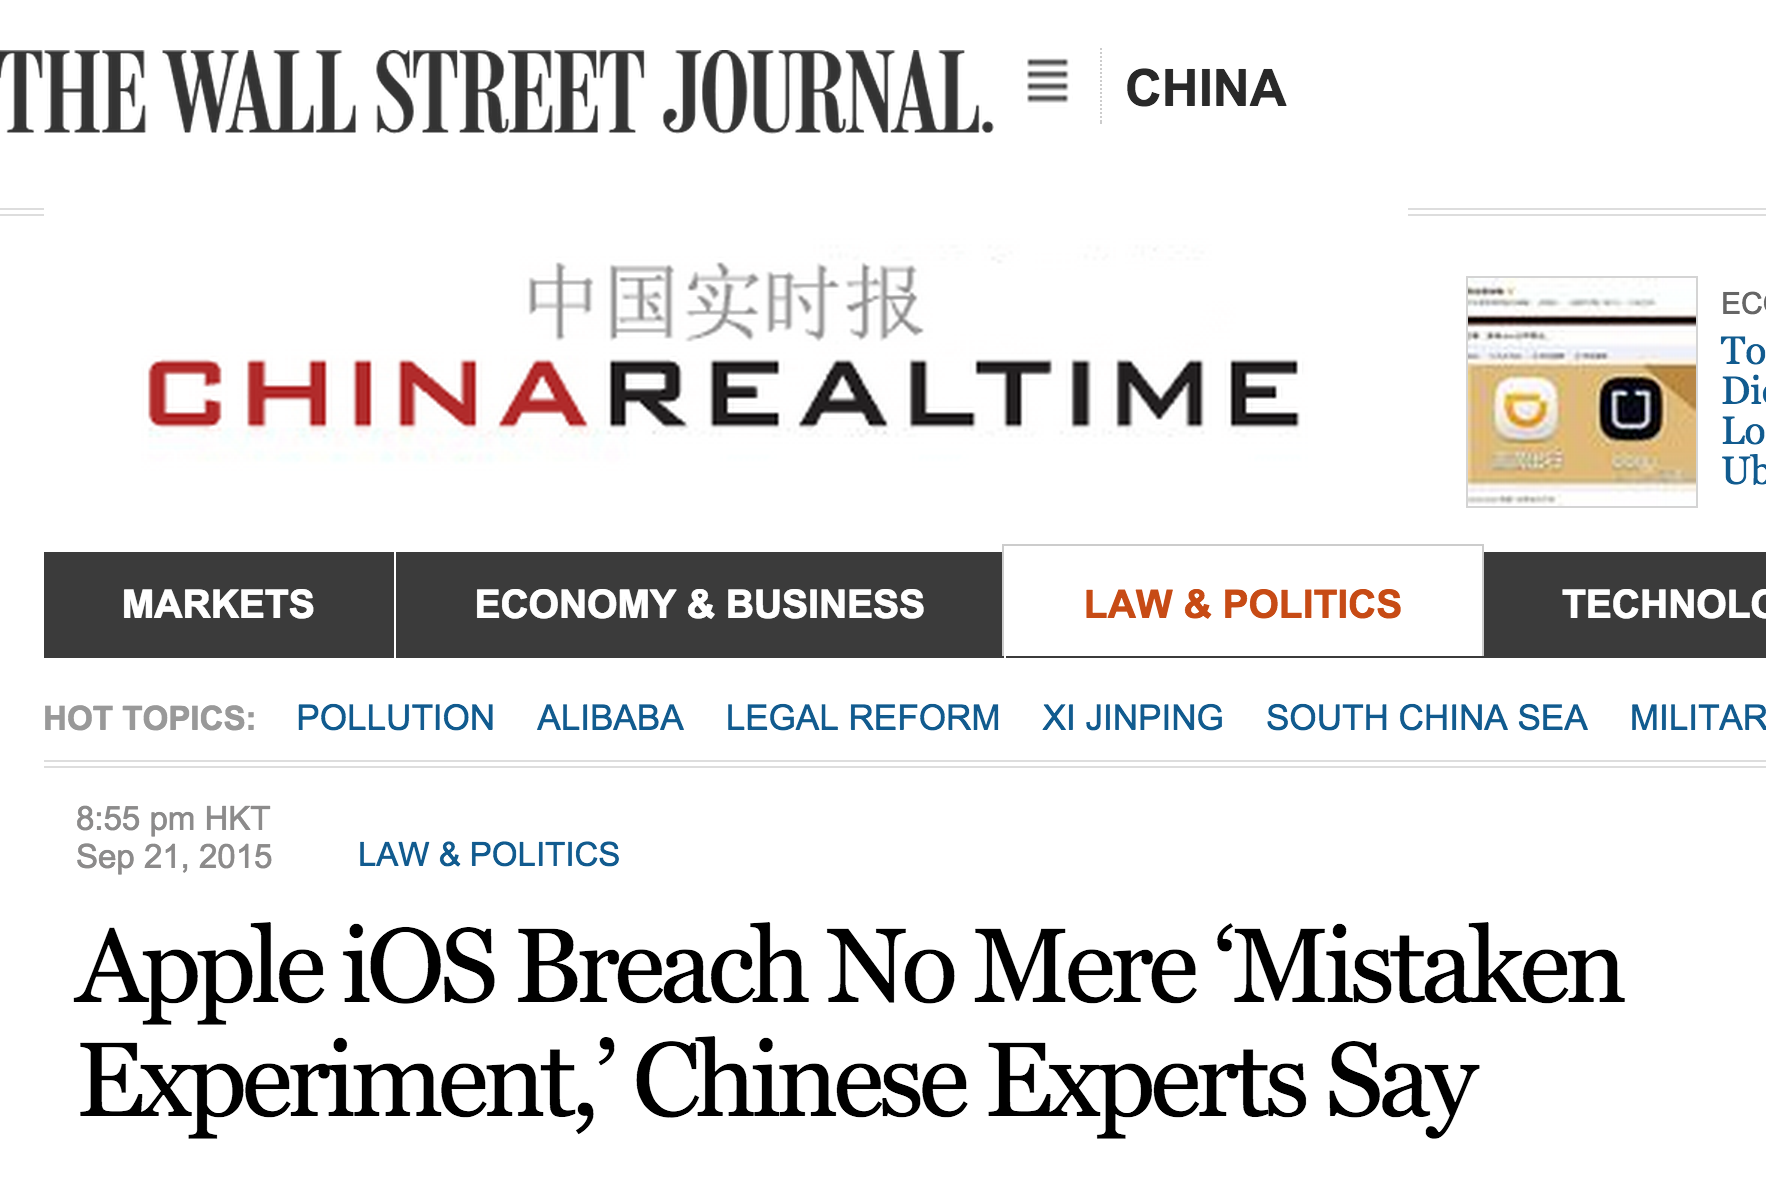 THE WALL STREET JOURNAL.
CHINA
中国实时报
CHINAREALTIME
MARKETS
ECONOMY & BUSINESS
LAW & POLITICS
HOT TOPICS: POLLUTION ALIBABA LEGAL REFORM XI JINPING SOUTH CHINA SEA
8:55 pm HKT
Sep 21, 2015
LAW & POLITICS
Apple iOS Breach No Mere ‘Mistaken
Experiment,’ Chinese Experts Say